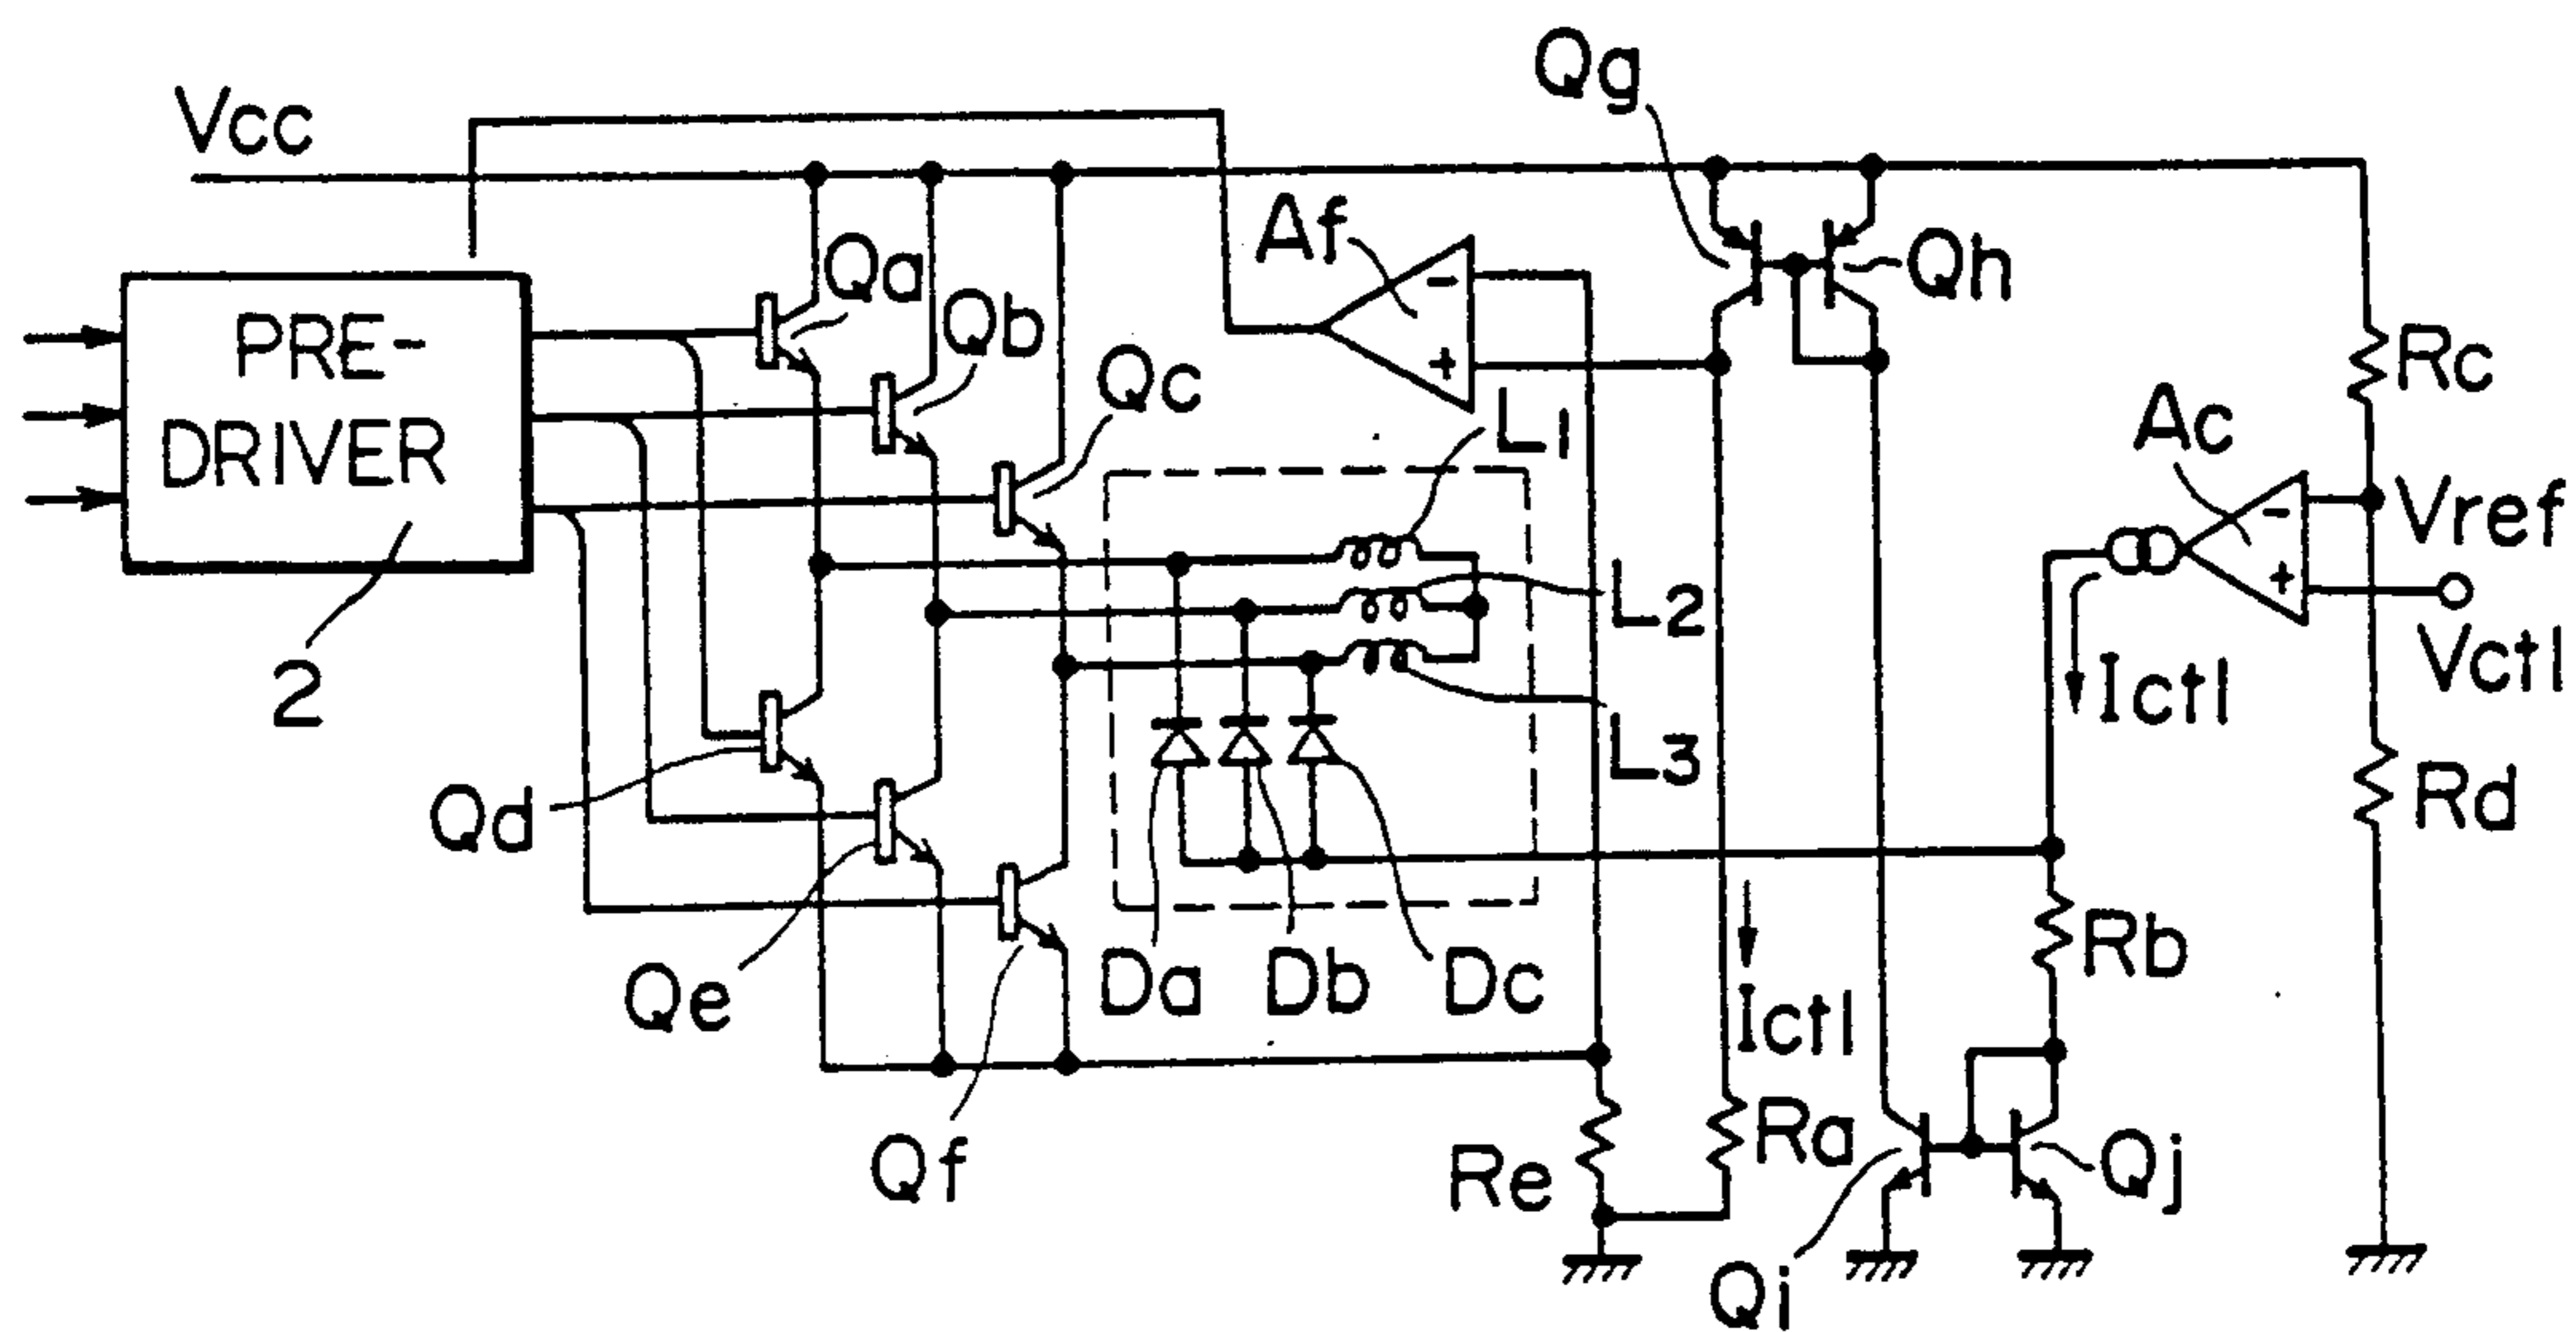 Vcc
Qg
Af
Qh
Qa
Qb
Qc
PRE-
DRIVER
-
+
L1
Rc
Ac
Vref
-
+
Vctl
L2
Ictl
2
L3
Qd
Rd
Qe
Da
Db
Dc
Rb
Ictl
Qf
Re
Ra
Qj
Qi